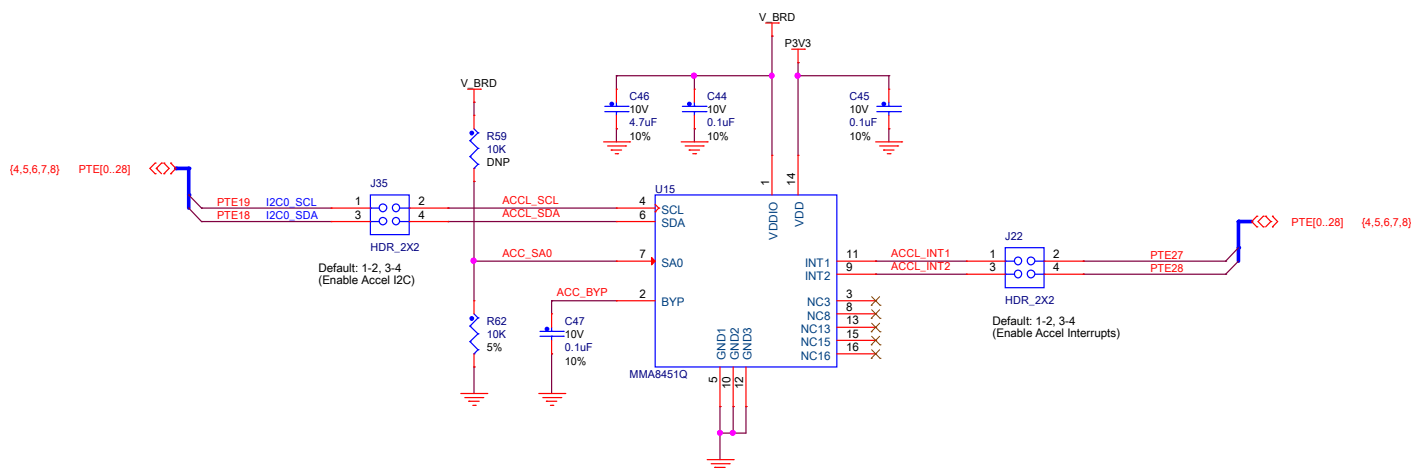 V_BRD
P3V3
V_BRD
C46
10V
4.7uF
10%
C44
10V
0.1uF
10%
C45
10V
0.1uF
10%
R59
10K
DNP
{4,5,6,7,8} PTE[0..28]
J35
PTE19 I2C0_SCL 1 2 ACCL_SCL 4 SCL
PTE18 I2C0_SDA 3 4 ACCL_SDA 6 SDA
HDR_2X2
Default: 1-2, 3-4
(Enable Accel I2C)
U15
1 VDDIO
14 VDD
ACC_SA0 7 SA0
ACC_BYP 2 BYP
R62
10K
5%
C47
10V
0.1uF
10%
INT1 11 ACCL_INT1 1 2 PTE27
INT2 9 ACCL_INT2 3 4 PTE28
J22
HDR_2X2
Default: 1-2, 3-4
(Enable Accel Interrupts)
PTE[0..28] {4,5,6,7,8}
NC3 3
NC8 8
NC13 13
NC15 15
NC16 16
GND1 5
GND2 10
GND3 12
MMA8451Q